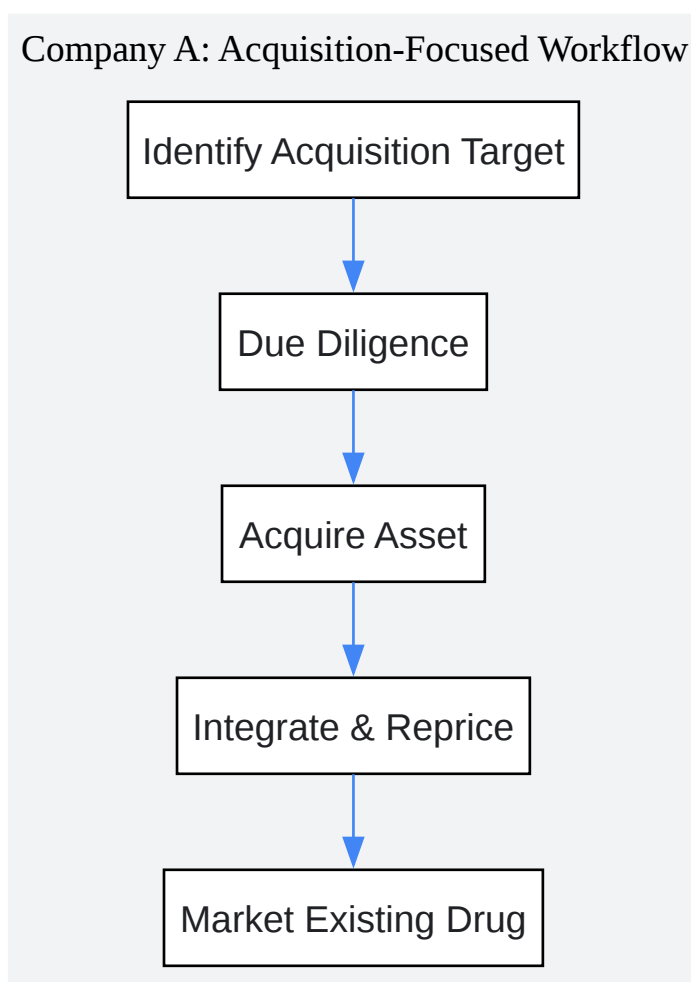 Company A: Acquisition-Focused Workflow
Identify Acquisition Target
Due Diligence
Acquire Asset
Integrate & Reprice
Market Existing Drug